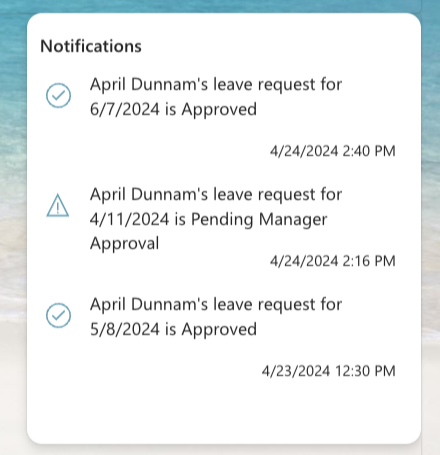 Notifications
April Dunnam's leave request for
6/7/2024 is Approved
4/24/2024 2:40 PM
April Dunnam's leave request for
4/11/2024 is Pending Manager
Approval
4/24/2024 2:16 PM
April Dunnam's leave request for
5/8/2024 is Approved
4/23/2024 12:30 PM